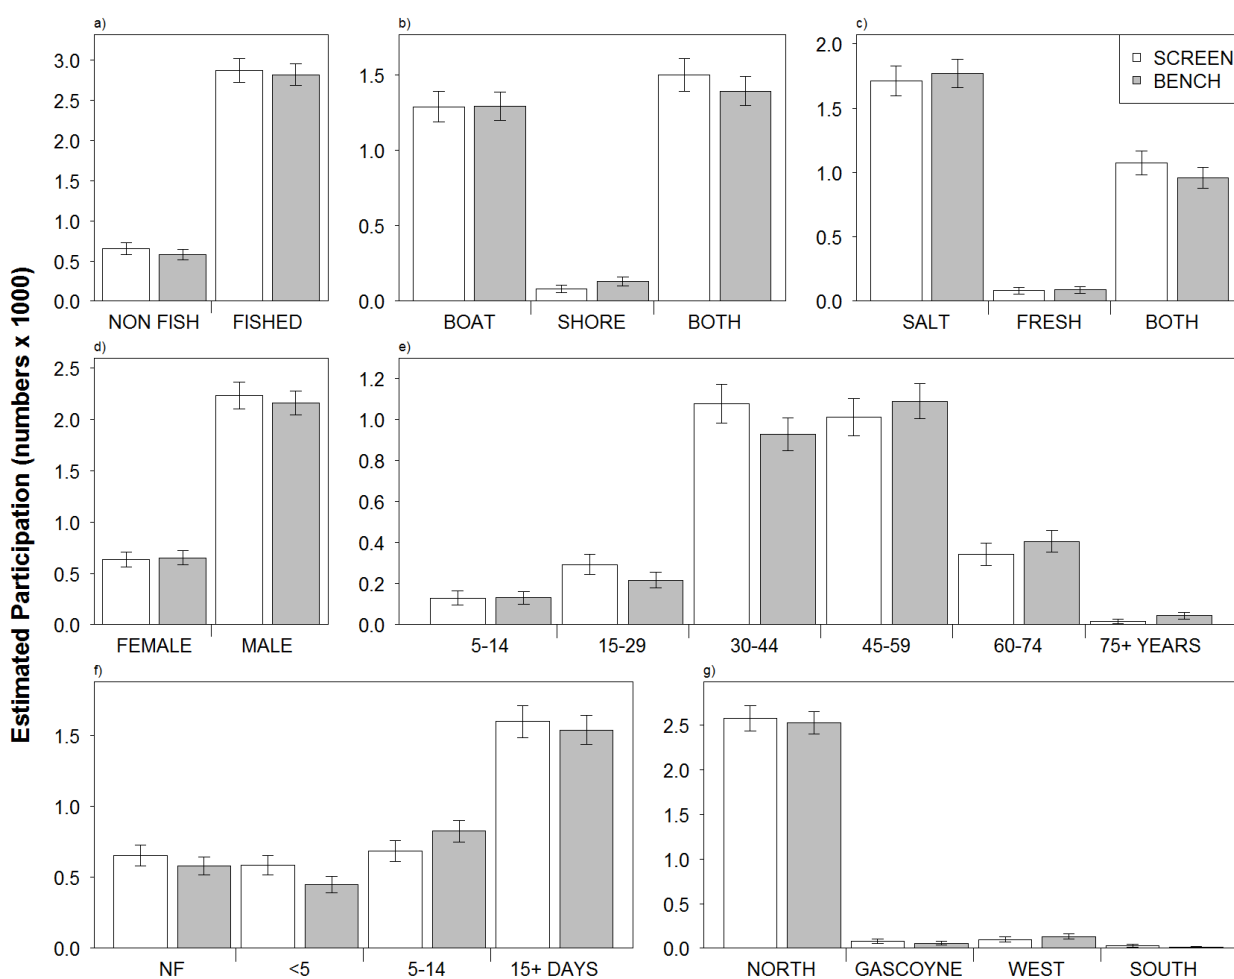 a)
3.0
2.5
2.0
1.5
1.0
0.5
0.0
NON FISH FISHED
b)
1.5
1.0
0.5
0.0
BOAT SHORE BOTH
c)
2.0
1.5
1.0
0.5
0.0
SALT FRESH BOTH
SCREEN
BENCH
Estimated Participation (numbers x 1000)
d)
2.5
2.0
1.5
1.0
0.5
0.0
FEMALE MALE
e)
1.2
1.0
0.8
0.6
0.4
0.2
0.0
5-14 15-29 30-44 45-59 60-74 75+ YEARS
f)
1.5
1.0
0.5
0.0
NF <5 5-14 15+ DAYS
g)
2.5
2.0
1.5
1.0
0.5
0.0
NORTH GASCOYNE WEST SOUTH